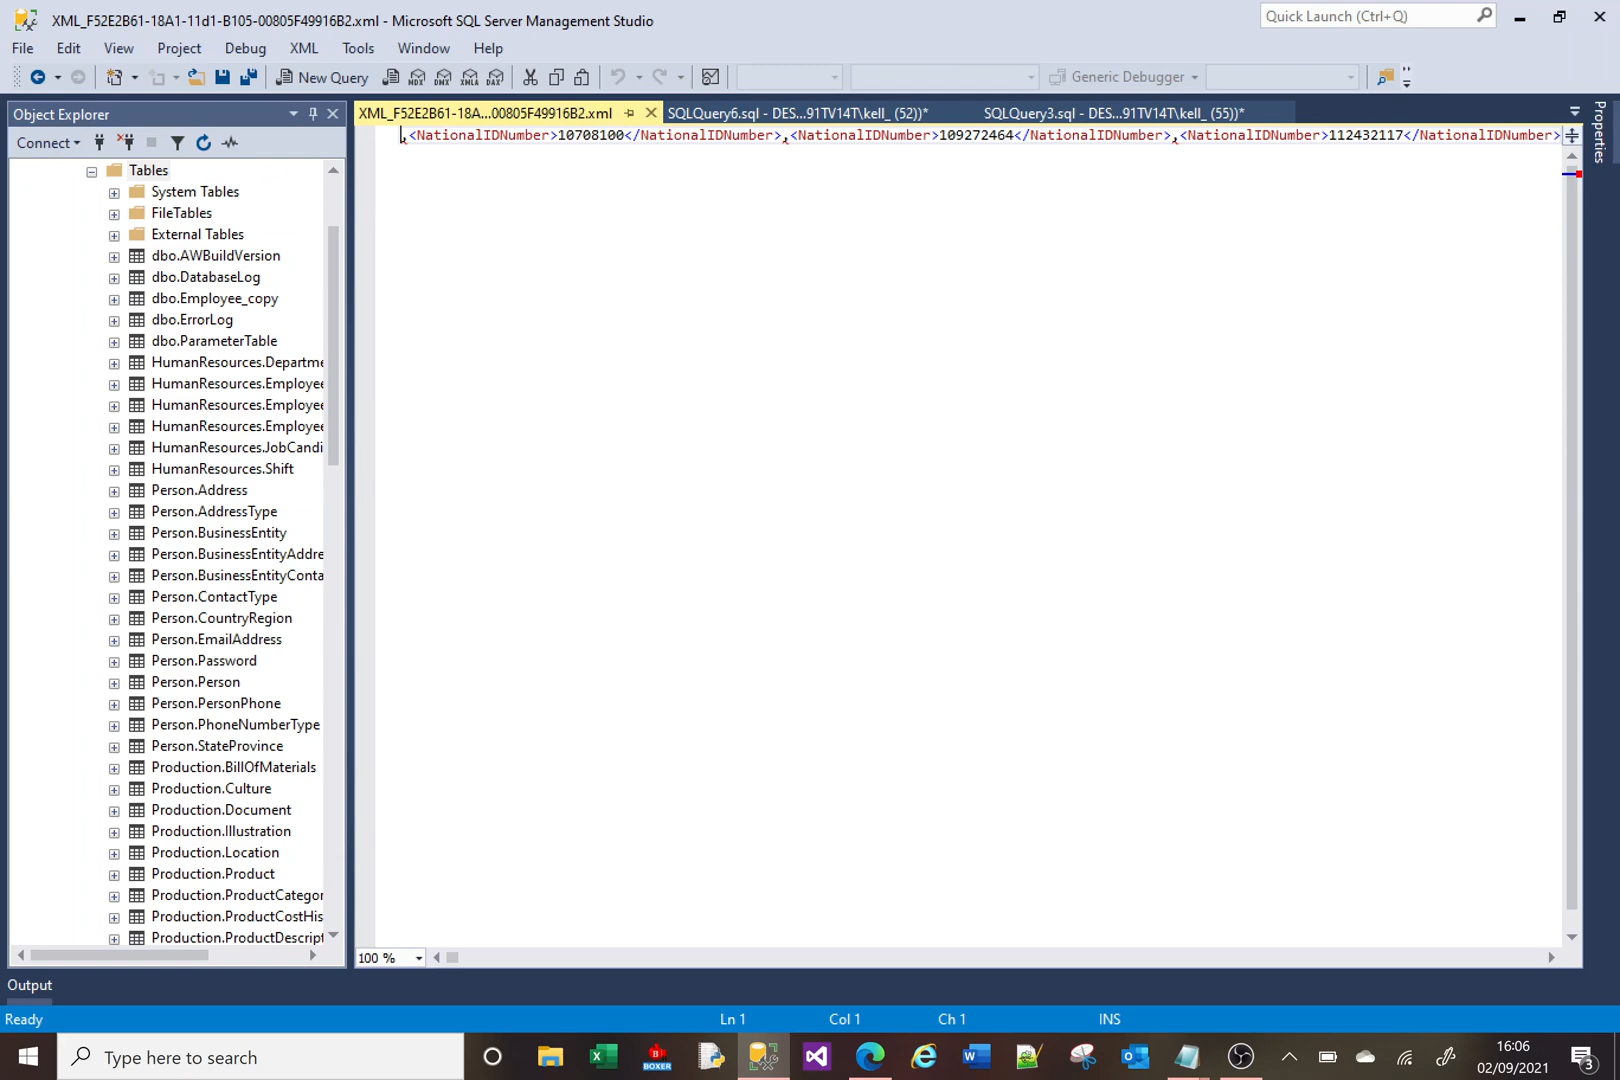 XML_F52E2B61-18A1-11d1-B105-00805F49916B2.xml - Microsoft SQL Server Management Studio
Quick Launch (Ctrl+Q)
File Edit View Project Debug XML Tools Window Help
New Query
Generic Debugger
Object Explorer
XML_F52E2B61-18A...00805F49916B2.xml
SQLQuery6.sql - DES...91TV14T\kell_ (52))*
SQLQuery3.sql - DES...91TV14T\kell_ (55))*
Properties
Connect
,<NationalIDNumber>10708100</NationalIDNumber>,<NationalIDNumber>109272464</NationalIDNumber>,<NationalIDNumber>112432117</NationalIDNumber>
Tables
System Tables
FileTables
External Tables
dbo.AWBuildVersion
dbo.DatabaseLog
dbo.Employee_copy
dbo.ErrorLog
dbo.ParameterTable
HumanResources.Departme
HumanResources.Employee
HumanResources.Employee
HumanResources.Employee
HumanResources.JobCandi
HumanResources.Shift
Person.Address
Person.AddressType
Person.BusinessEntity
Person.BusinessEntityAddre
Person.BusinessEntityConta
Person.ContactType
Person.CountryRegion
Person.EmailAddress
Person.Password
Person.Person
Person.PersonPhone
Person.PhoneNumberType
Person.StateProvince
Production.BillOfMaterials
Production.Culture
Production.Document
Production.Illustration
Production.Location
Production.Product
Production.ProductCategor
Production.ProductCostHis
Production.ProductDescript
100 %
Output
Ready
Ln 1 Col 1 Ch 1 INS
Type here to search
BOXER
16:06
02/09/2021
3